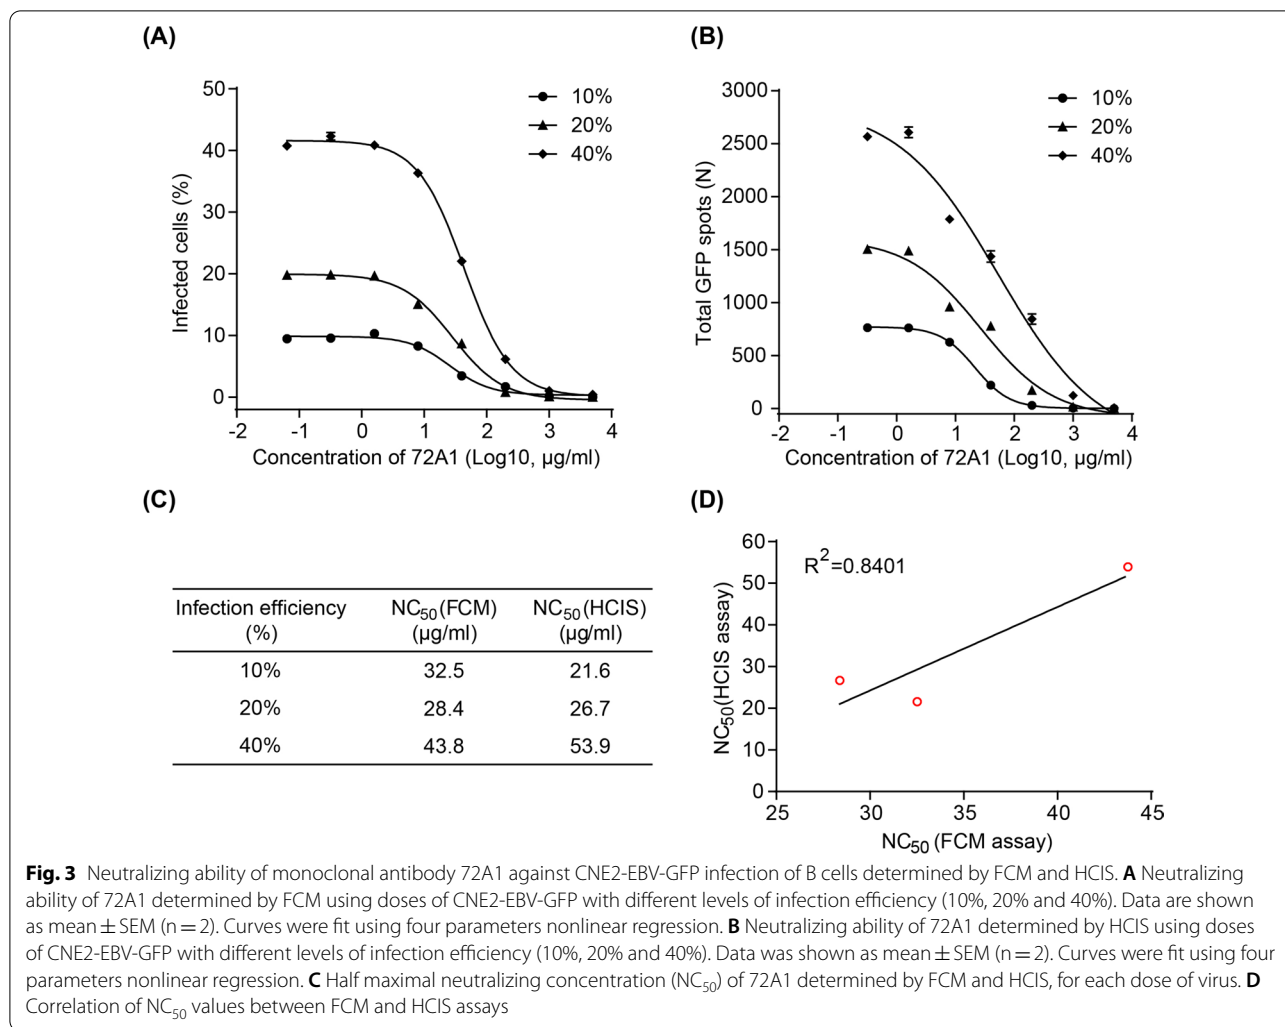 (A)
50
40
30
20
10
0
Infected cells (%)
10%
20%
40%
-2 -1 0 1 2 3 4
Concentration of 72A1 (Log10, μg/ml)
(B)
3000
2500
2000
1500
1000
500
0
Total GFP spots (N)
10%
20%
40%
-2 -1 0 1 2 3 4
Concentration of 72A1 (Log10, μg/ml)
(C)
Infection efficiency NC50(FCM) NC50(HCIS)
(%) (μg/ml) (μg/ml)
10% 32.5 21.6
20% 28.4 26.7
40% 43.8 53.9
(D)
60
50
40
30
20
10
0
NC50(HCIS assay)
R2=0.8401
25 30 35 40 45
NC50 (FCM assay)
Fig. 3 Neutralizing ability of monoclonal antibody 72A1 against CNE2-EBV-GFP infection of B cells determined by FCM and HCIS. A Neutralizing
ability of 72A1 determined by FCM using doses of CNE2-EBV-GFP with different levels of infection efficiency (10%, 20% and 40%). Data are shown
as mean ± SEM (n = 2). Curves were fit using four parameters nonlinear regression. B Neutralizing ability of 72A1 determined by HCIS using doses
of CNE2-EBV-GFP with different levels of infection efficiency (10%, 20% and 40%). Data was shown as mean ± SEM (n = 2). Curves were fit using four
parameters nonlinear regression. C Half maximal neutralizing concentration (NC50) of 72A1 determined by FCM and HCIS, for each dose of virus. D
Correlation of NC50 values between FCM and HCIS assays